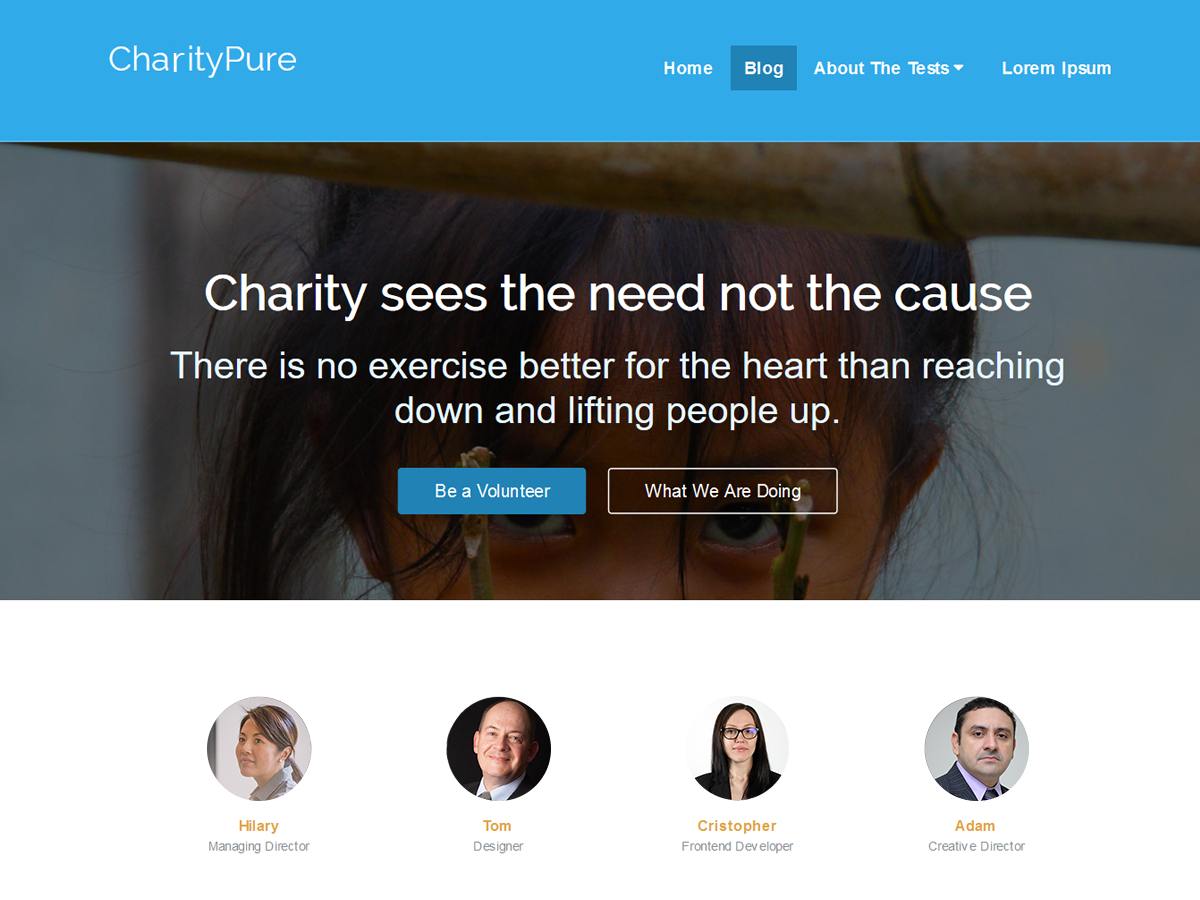 CharityPure
Home Blog About The Tests Lorem Ipsum
Charity sees the need not the cause
There is no exercise better for the heart than reaching
down and lifting people up.
Be a Volunteer What We Are Doing
Hilary Tom Cristopher Adam
Managing Director Designer Frontend Developer Creative Director